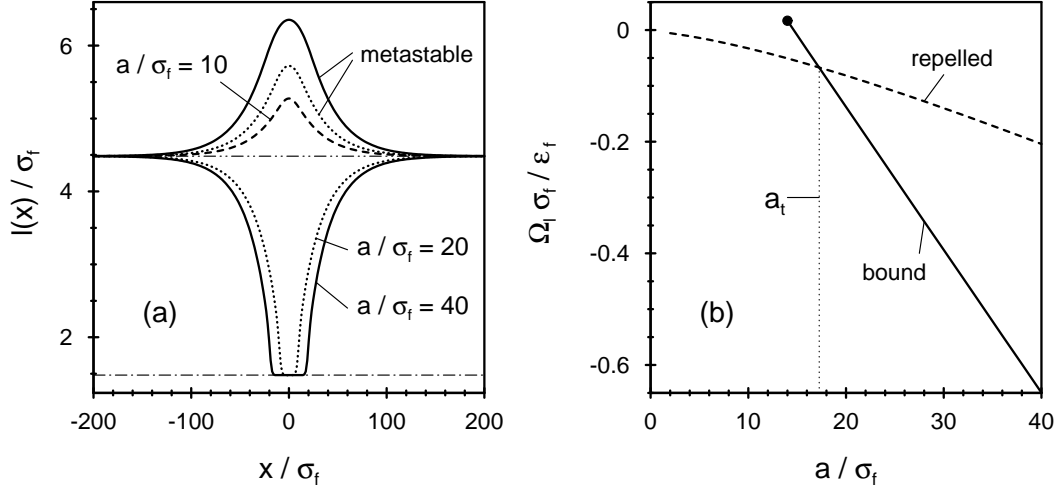 6
4
2
-200
-100
0
100
200
l(x) / σf
x / σf
a / σf = 10
metastable
a / σf = 20
a / σf = 40
(a)
0
-0.2
-0.4
-0.6
0
10
20
30
40
Ωl σf / εf
a / σf
repelled
at
bound
(b)